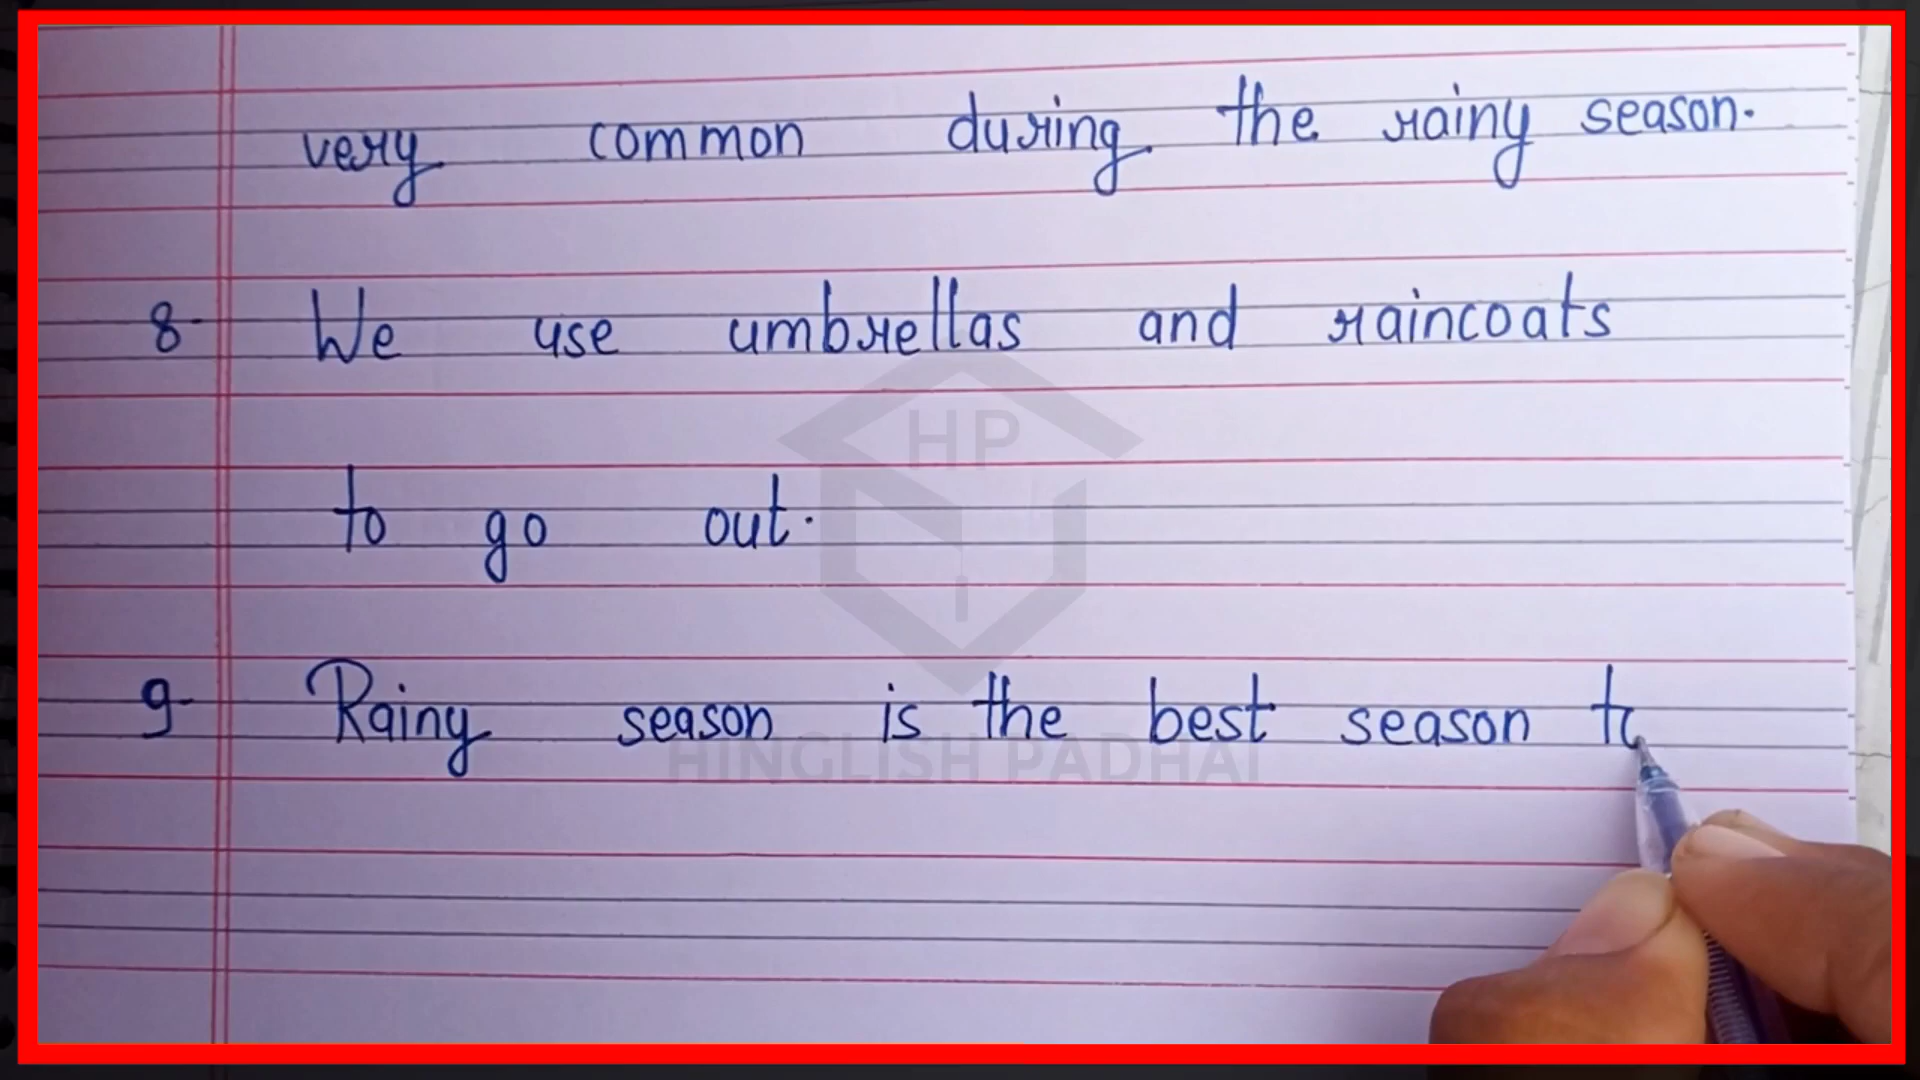 very common during the rainy season.
8. We use umbrellas and raincoats
to go out.
9. Rainy season is the best season to
HP
HINGLISH PADHAI